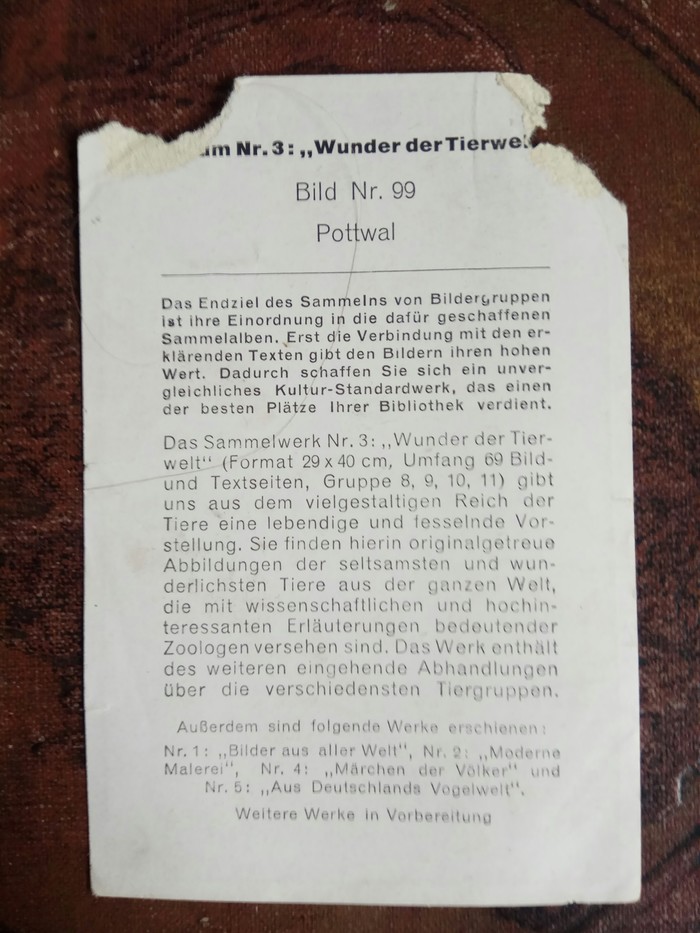 Nr. 3: „Wunder der
Bild Nr. 99
Pottwal
Das Endziel des Sammelns von Bildergruppen
ist ihre Einordnung in die dafür geschaffenen
Sammelalben. Erst die Verbindung mit den er-
klärenden Texten gibt den Bildern ihren hohen
Wert. Dadurch schaffen Sie sich ein unver-
gleichliches Kultur-Standardwerk, das einen
der besten Plätze Ihrer Bibliothek verdient.
Das Sammelwerk Nr. 3: „Wunder der Tier-
welt“ (Format 29 x 40 cm, Umfang 69 Bild-
und Textseiten, Gruppe 8, 9, 10, 11) gibt
uns aus dem vielgestaltigen Reich der
Tiere eine lebendige und fesselnde Vor-
stellung. Sie finden hierin originalgetreue
Abbildungen der seltsamsten und wun-
derlichsten Tiere aus der ganzen Welt,
die mit wissenschaftlichen und hochin-
teressanten Erläuterungen bedeutender
Zoologen versehen sind. Das Werk enthält
des weiteren eingehende Abhandlungen
über die verschiedensten Tiergruppen.
Außerdem sind folgende Werke erschienen:
Nr. 1: „Bilder aus aller Welt“, Nr. 2: „Moderne
Malerei“, Nr. 4: „Märchen der Völker“ und
Nr. 5: „Aus Deutschlands Vogelwelt“.
Weitere Werke in Vorbereitung